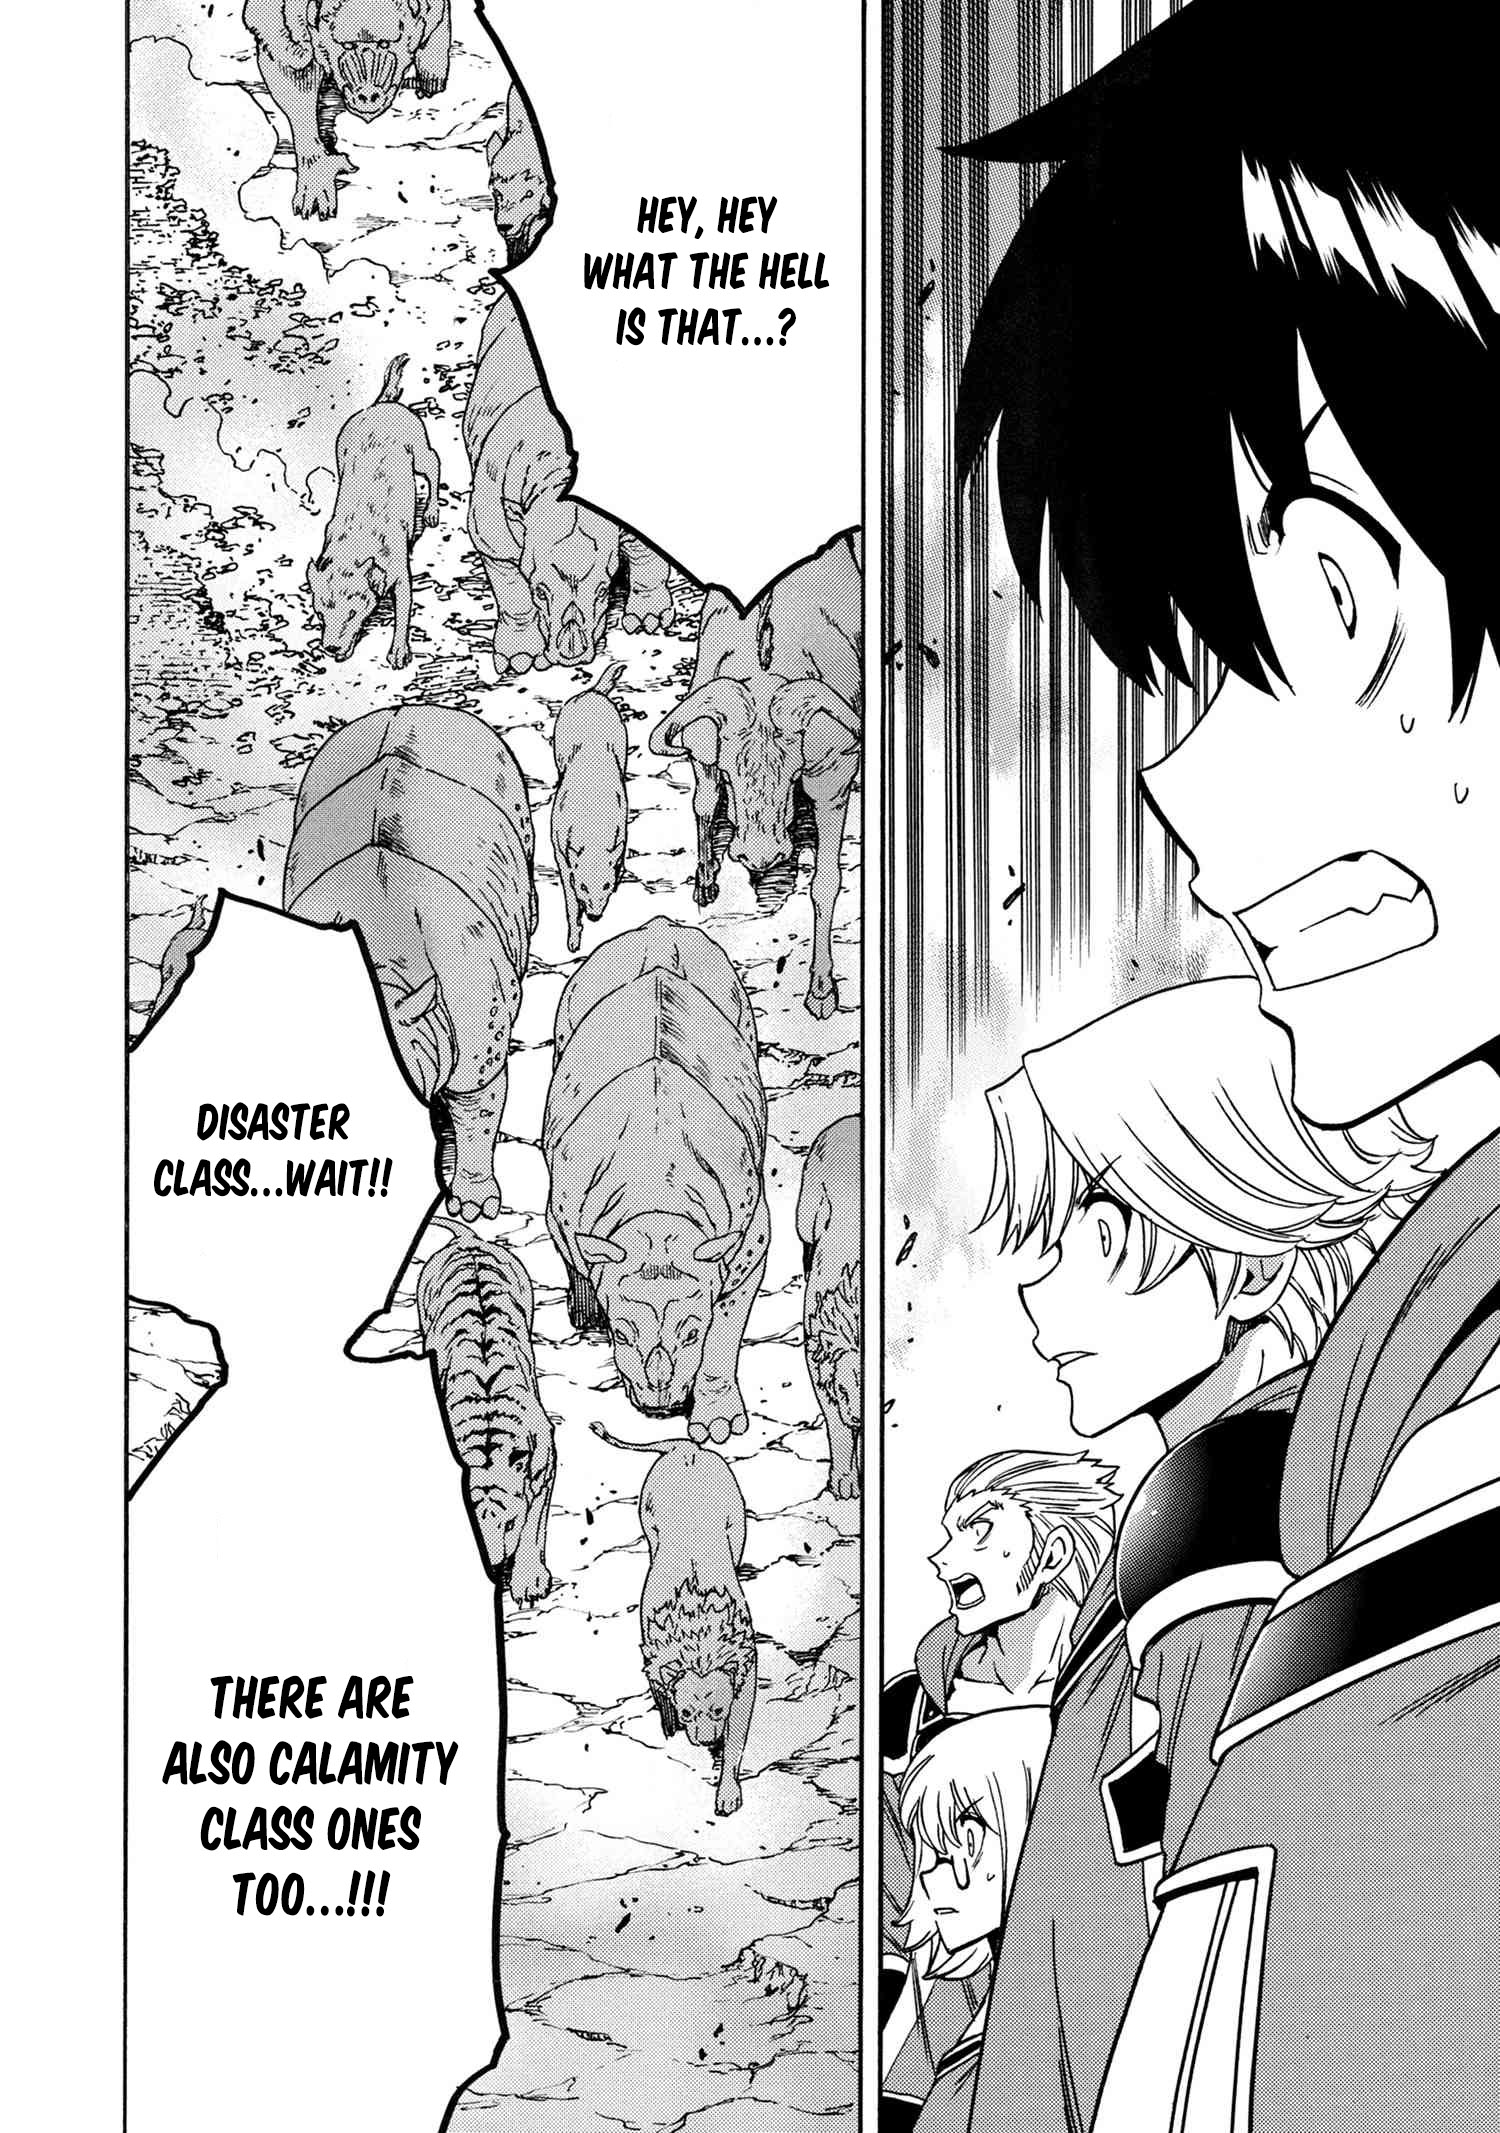 HEY, HEY
WHAT THE HELL
IS THAT...?
DISASTER
CLASS...WAIT!!
THERE ARE
ALSO CALAMITY
CLASS ONES
TOO...!!!